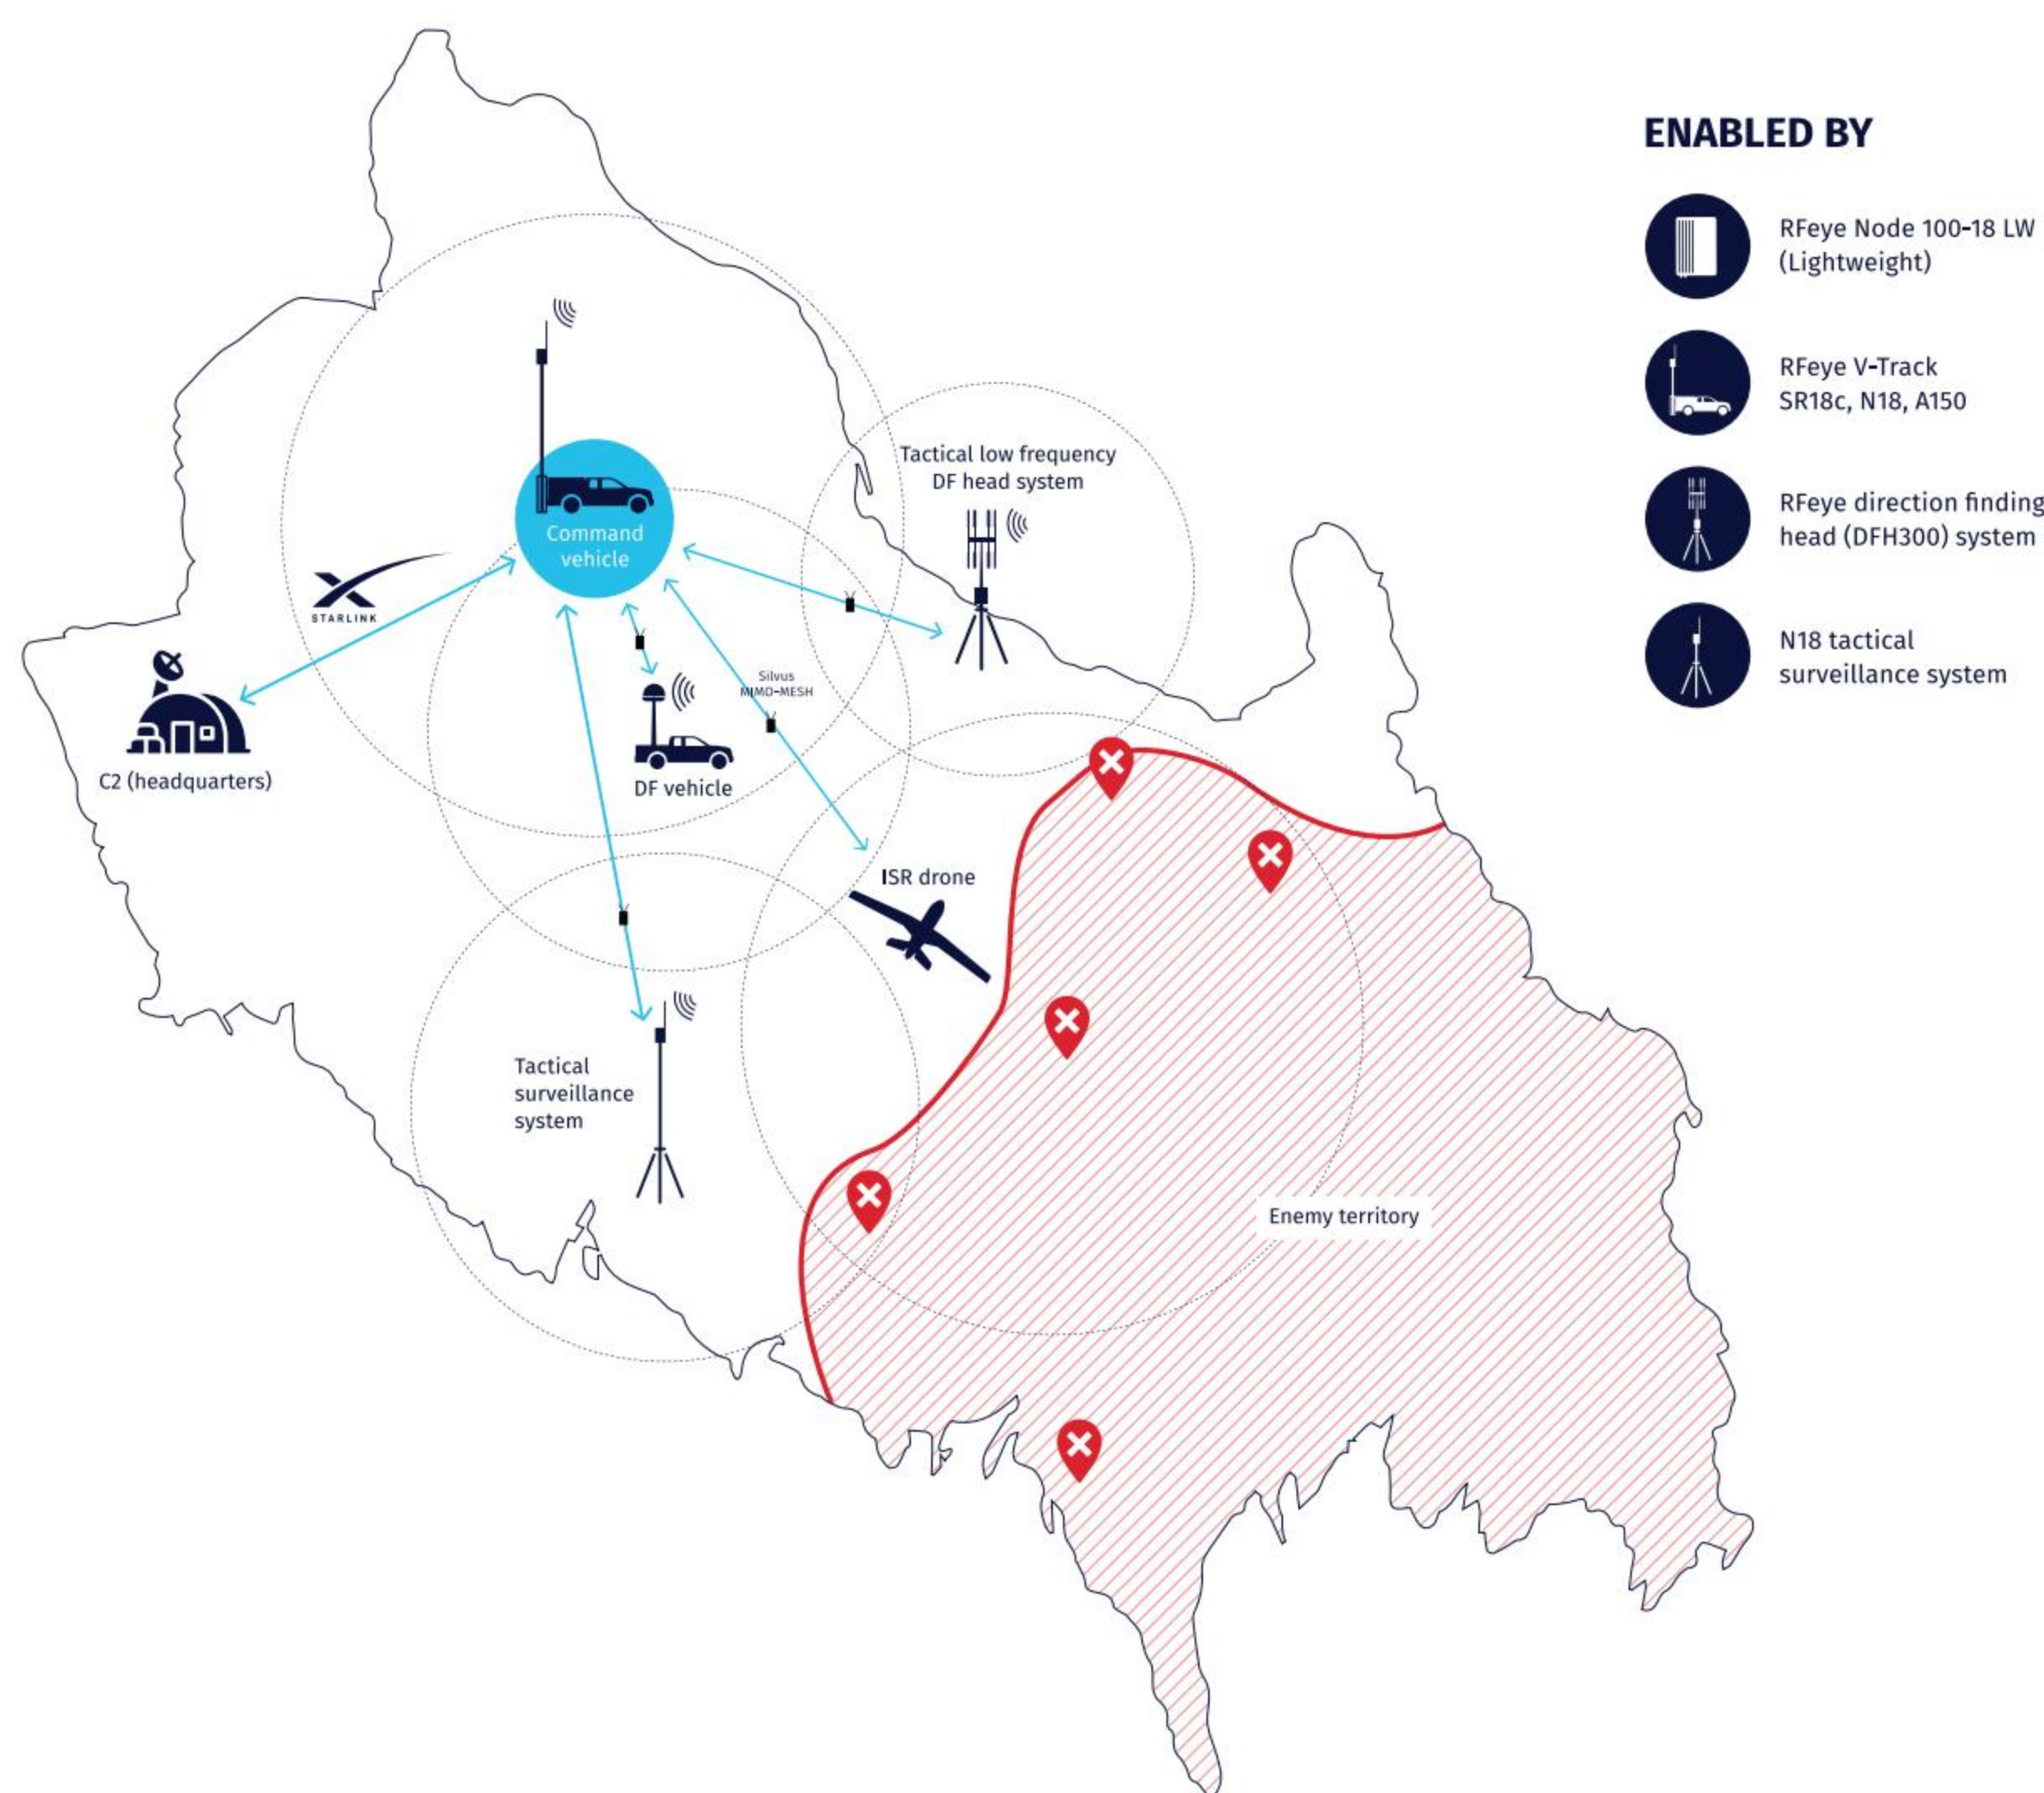 ENABLED BY
RFeye Node 100-18 LW
(Lightweight)
RFeye V-Track
SR18c, N18, A150
RFeye direction finding
head (DFH300) system
N18 tactical
surveillance system
Tactical low frequency
DF head system
Command
vehicle
STARLINK
Silvus
MIMO-MESH
C2 (headquarters)
DF vehicle
ISR drone
Tactical
surveillance
system
Enemy territory